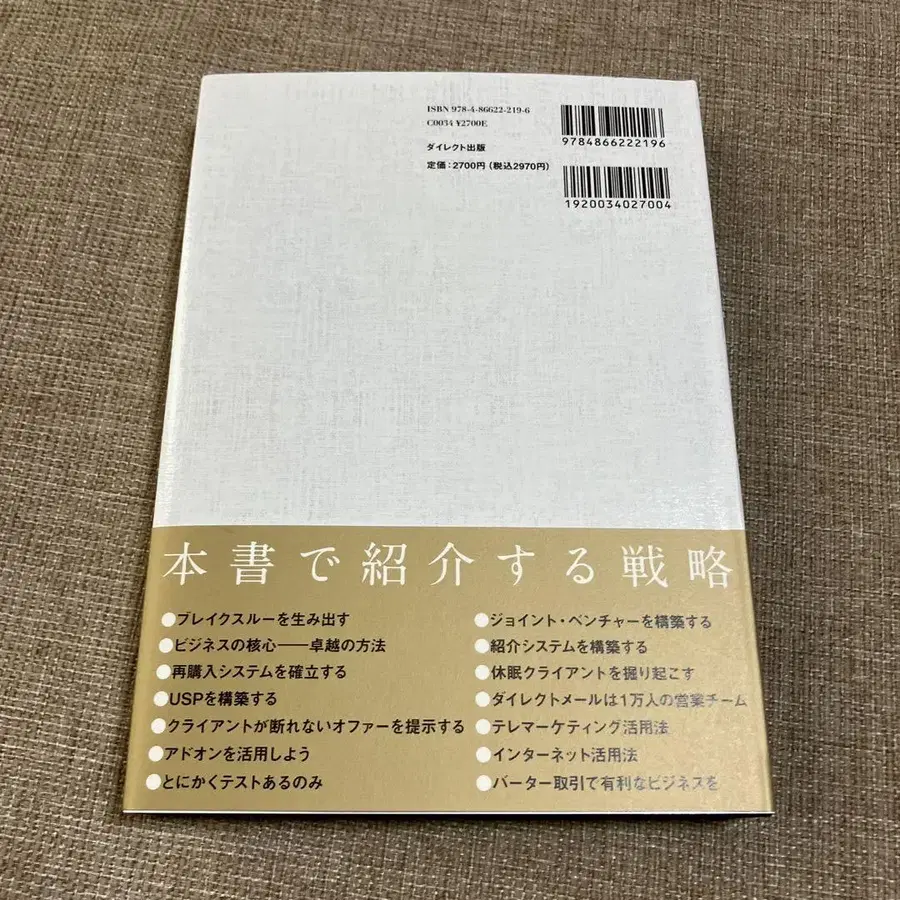 ISBN 978-4-86622-219-6
C0034 ¥2700E
ダイレクト出版
定価：2700円（税込2970円）
9784866222196
1920034027004
本書で紹介する戦略
●ブレイクスルーを生み出す
●ビジネスの核心――卓越の方法
●再購入システムを確立する
●USPを構築する
●クライアントが断れないオファーを提示する
●アドオンを活用しよう
●とにかくテストあるのみ
●ジョイント・ベンチャーを構築する
●紹介システムを構築する
●休眠クライアントを掘り起こす
●ダイレクトメールは1万人の営業チーム
●テレマーケティング活用法
●インターネット活用法
●バーター取引で有利なビジネスを